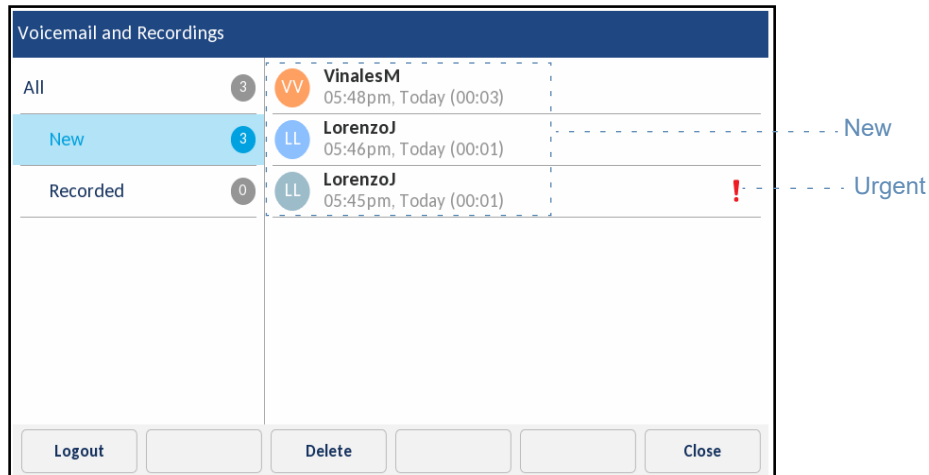 Voicemail and Recordings
All 3
New 3
Recorded 0
VV VinalesM
05:48pm, Today (00:03)
LL LorenzoJ
05:46pm, Today (00:01)
LL LorenzoJ
05:45pm, Today (00:01) !
New
Urgent
Logout Delete Close